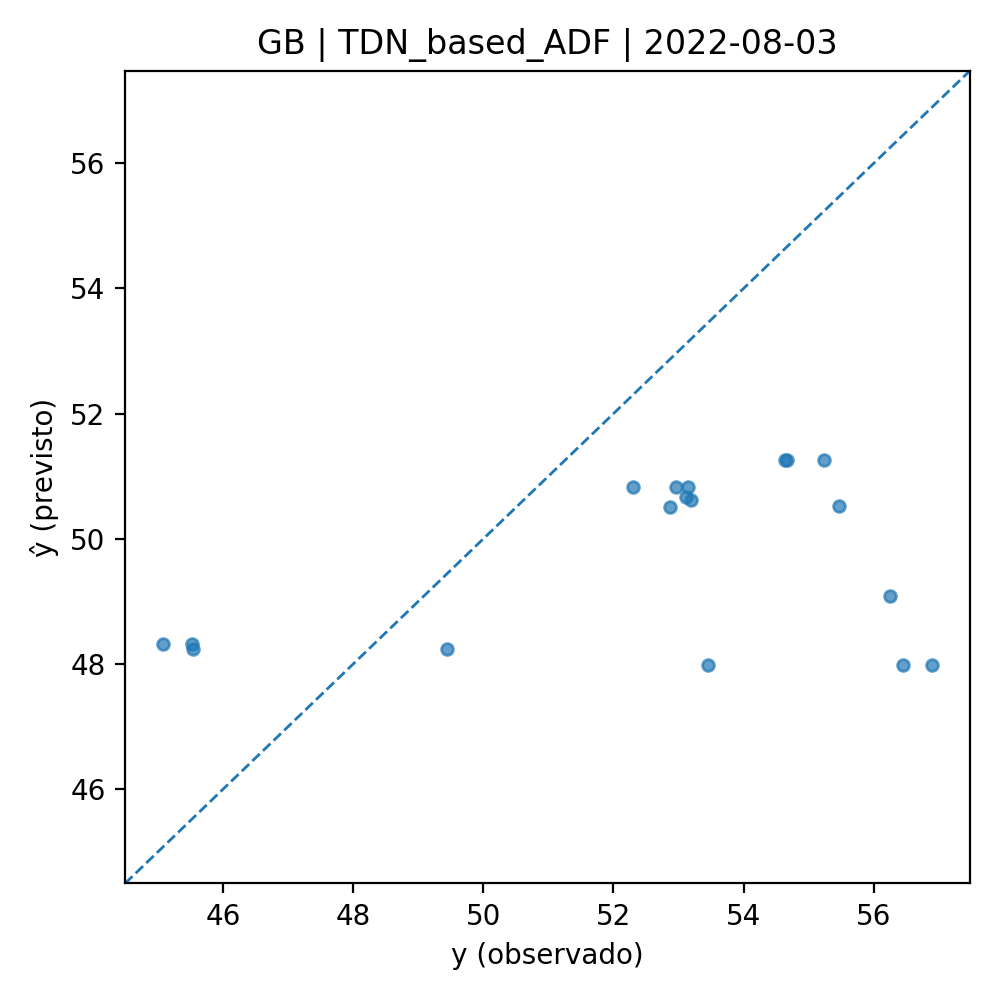 GB | TDN_based_ADF | 2022-08-03
56
54
52
50
48
46
ŷ (previsto)
46 48 50 52 54 56
y (observado)